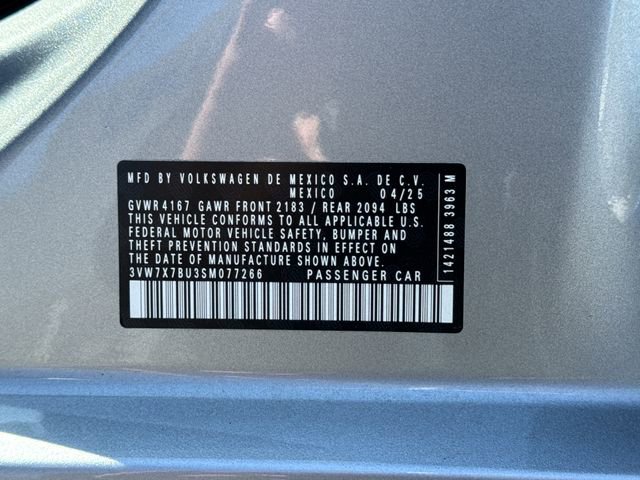 MFD BY VOLKSWAGEN DE MEXICO S.A. DE C.V.
MEXICO 04/25
GVWR 4167 GAWR FRONT 2183 / REAR 2094 LBS
THIS VEHICLE CONFORMS TO ALL APPLICABLE U.S.
FEDERAL MOTOR VEHICLE SAFETY, BUMPER AND
THEFT PREVENTION STANDARDS IN EFFECT ON
THE DATE OF MANUFACTURE SHOWN ABOVE.
3VW7X7BU3SM077266 PASSENGER CAR
1421488 3963 M